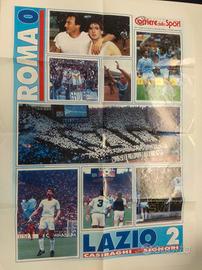 Corriere dello Sport
ROMA 0
LAZIO 2
CASIRAGHI - SIGNORI